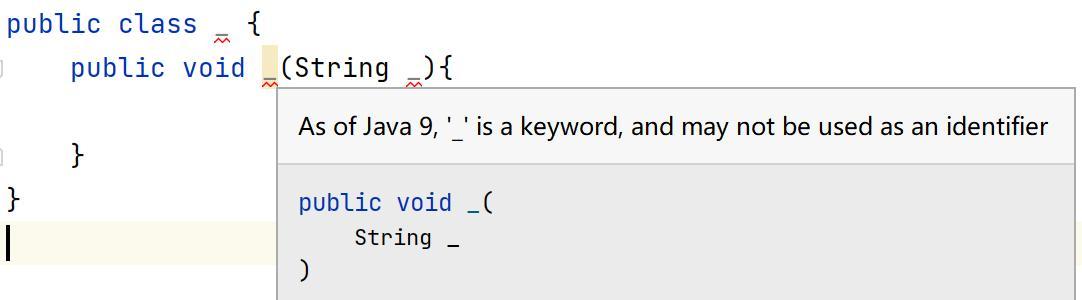 public class _ {
    public void _(String _){
As of Java 9, '_' is a keyword, and may not be used as an identifier
    }
public void _(
}
    String _
)